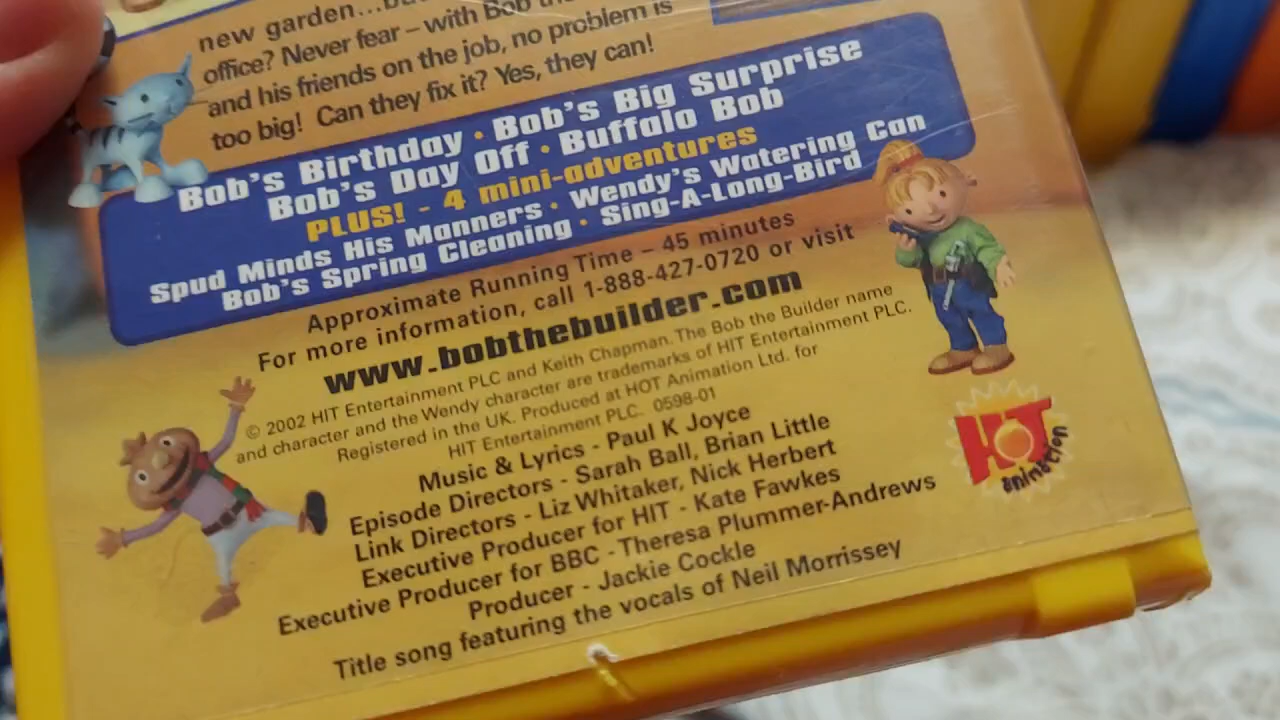 new garden...
office? Never fear – with Bob
and his friends on the job, no problem is
too big! Can they fix it? Yes, they can!
Bob's Birthday • Bob's Big Surprise
Bob's Day Off • Buffalo Bob
PLUS! - 4 mini-adventures
Spud Minds His Manners • Wendy's Watering Can
Bob's Spring Cleaning • Sing-A-Long-Bird
Approximate Running Time – 45 minutes
For more information, call 1-888-427-0720 or visit
www.bobthebuilder.com
© 2002 HIT Entertainment PLC and Keith Chapman. The Bob the Builder name
and character and the Wendy character are trademarks of HIT Entertainment PLC.
Registered in the UK. Produced at HOT Animation Ltd. for
HIT Entertainment PLC. 0598-01
Music & Lyrics - Paul K Joyce
Episode Directors - Sarah Ball, Brian Little
Link Directors - Liz Whitaker, Nick Herbert
Executive Producer for HIT - Kate Fawkes
Executive Producer for BBC - Theresa Plummer-Andrews
Producer - Jackie Cockle
Title song featuring the vocals of Neil Morrissey
HOT
animation